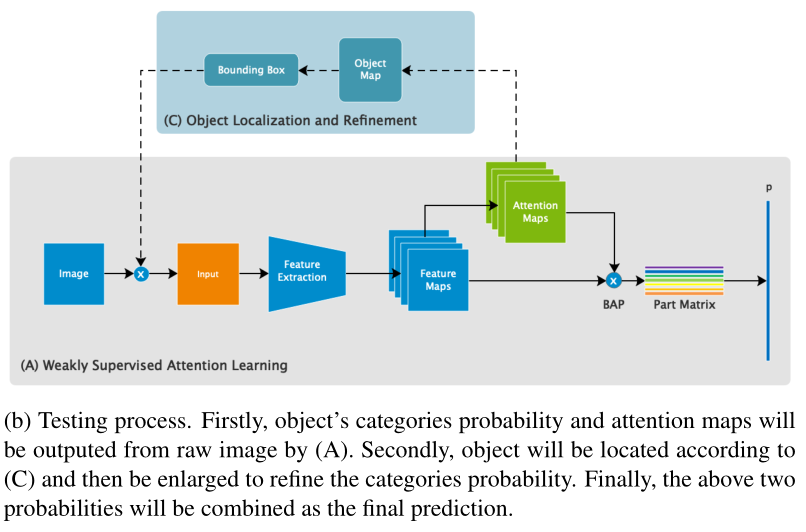 Bounding Box
Object
Map
(C) Object Localization and Refinement
Attention
Maps
p
Image
x
Input
Feature
Extraction
Feature
Maps
x
BAP
Part Matrix
(A) Weakly Supervised Attention Learning
(b) Testing process. Firstly, object's categories probability and attention maps will
be outputed from raw image by (A). Secondly, object will be located according to
(C) and then be enlarged to refine the categories probability. Finally, the above two
probabilities will be combined as the final prediction.